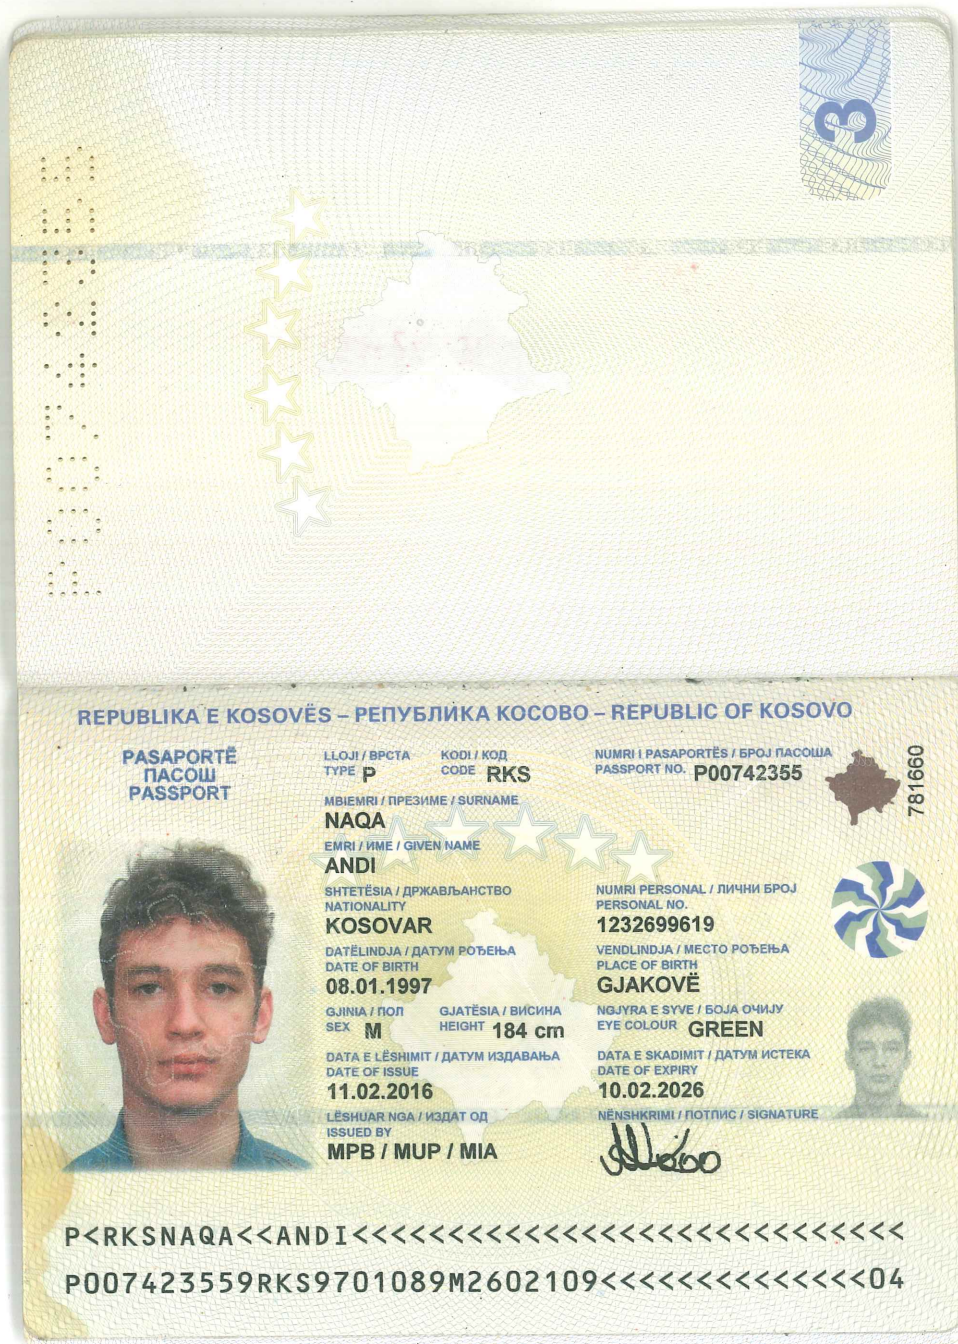 3
P00742355
REPUBLIKA E KOSOVËS – РЕПУБЛИКА КОСОВО – REPUBLIC OF KOSOVO
PASAPORTË
ПАСОШ
PASSPORT
LLOJI / ВРСТА
TYPE P
KODI / КОД
CODE RKS
NUMRI I PASAPORTËS / БРОЈ ПАСОША
PASSPORT NO. P00742355
781660
MBIEMRI / ПРЕЗИМЕ / SURNAME
NAQA
EMRI / ИМЕ / GIVEN NAME
ANDI
SHTETËSIA / ДРЖАВЉАНСТВО
NATIONALITY
KOSOVAR
NUMRI PERSONAL / ЛИЧНИ БРОЈ
PERSONAL NO.
1232699619
DATËLINDJA / ДАТУМ РОЂЕЊА
DATE OF BIRTH
08.01.1997
VENDLINDJA / МЕСТО РОЂЕЊА
PLACE OF BIRTH
GJAKOVË
GJINIA / ПОЛ
SEX M
GJATËSIA / ВИСИНА
HEIGHT 184 cm
NGJYRA E SYVE / БОЈА ОЧИЈУ
EYE COLOUR GREEN
DATA E LËSHIMIT / ДАТУМ ИЗДАВАЊА
DATE OF ISSUE
11.02.2016
DATA E SKADIMIT / ДАТУМ ИСТЕКА
DATE OF EXPIRY
10.02.2026
LËSHUAR NGA / ИЗДАТ ОД
ISSUED BY
MPB / MUP / MIA
NËNSHKRIMI / ПОТПИС / SIGNATURE
P<RKSNAQA<<ANDI<<<<<<<<<<<<<<<<<<<<<<<<<<<<<
P007423559RKS9701089M2602109<<<<<<<<<<<<<<04